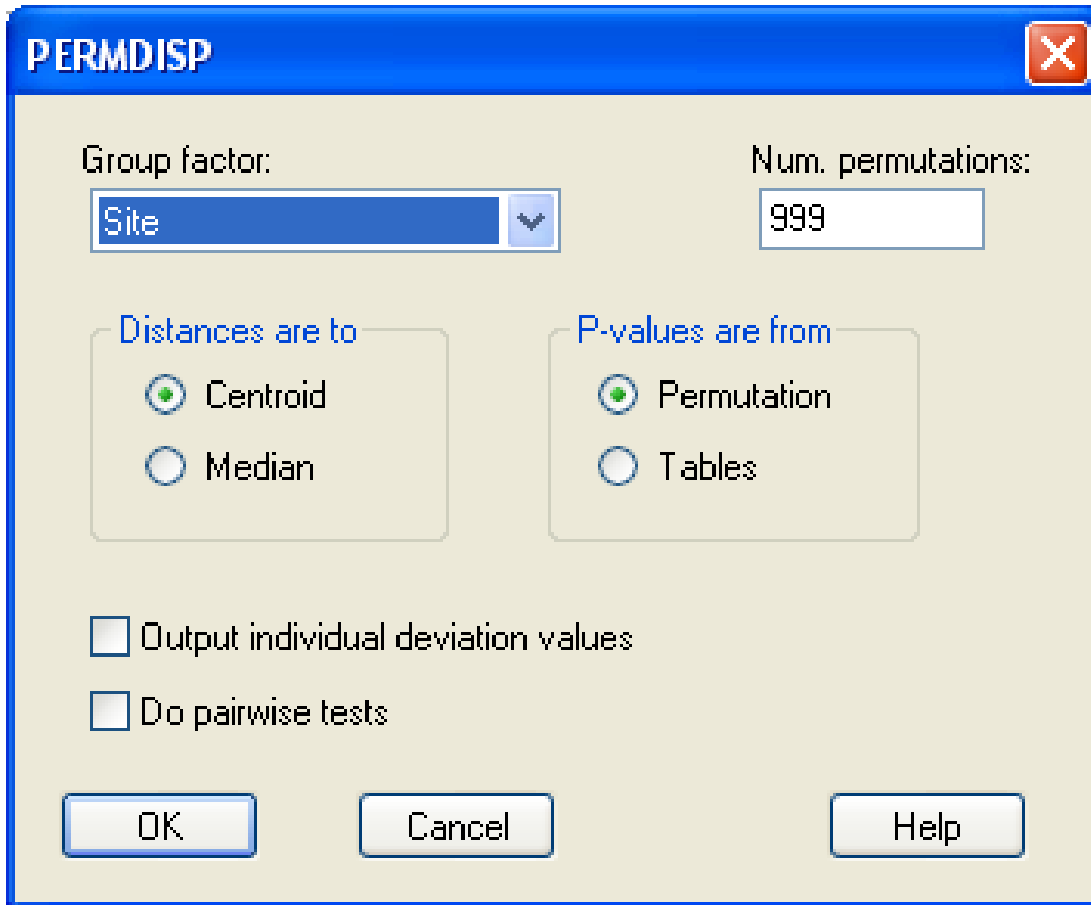 PERMDISP
Group factor: Num. permutations:
Site 999
Distances are to P-values are from
Centroid Permutation
Median Tables
Output individual deviation values
Do pairwise tests
OK Cancel Help